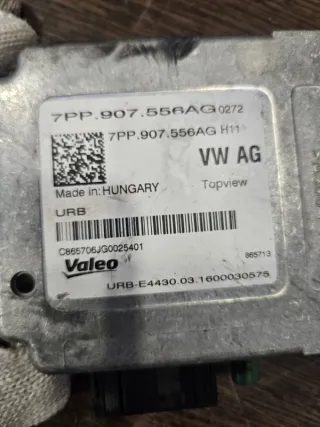 7PP.907.556AG 0272
7PP.907.556AG H11
VW AG
Made in: HUNGARY
Topview
URB
C865706JG0025401
865713
Valeo
URB-E4430.03.1600030575